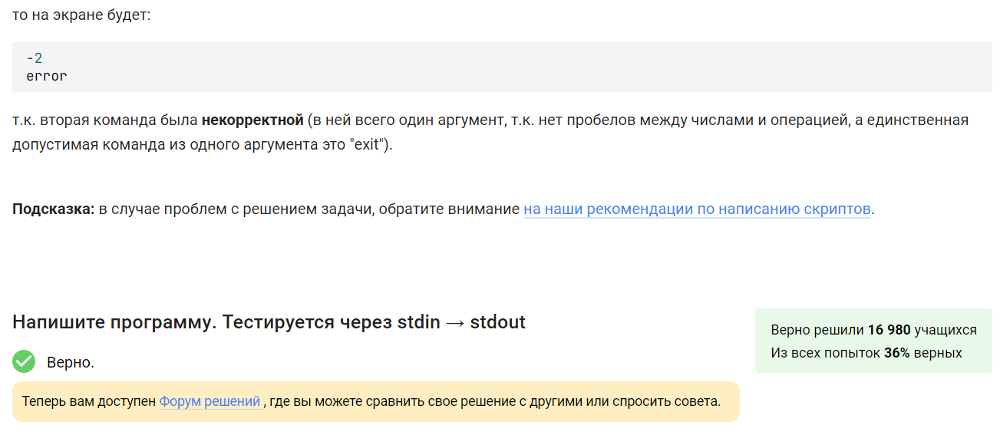 то на экране будет:
-2
error
т.к. вторая команда была некорректной (в ней всего один аргумент, т.к. нет пробелов между числами и операцией, а единственная
допустимая команда из одного аргумента это "exit").
Подсказка: в случае проблем с решением задачи, обратите внимание на наши рекомендации по написанию скриптов.
Напишите программу. Тестируется через stdin → stdout
Верно решили 16 980 учащихся
Из всех попыток 36% верных
Верно.
Теперь вам доступен Форум решений , где вы можете сравнить свое решение с другими или спросить совета.